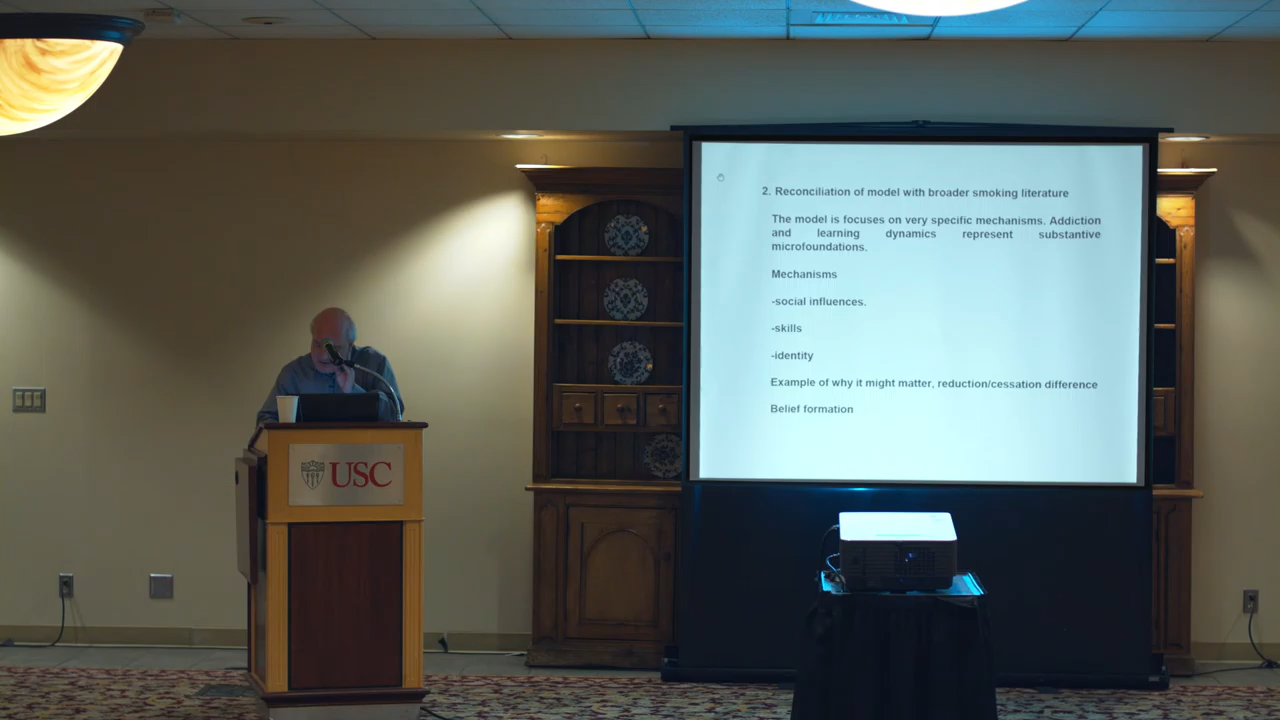 2. Reconciliation of model with broader smoking literature
The model is focuses on very specific mechanisms. Addiction
and learning dynamics represent substantive
microfoundations.
Mechanisms
-social influences.
-skills
-identity
Example of why it might matter, reduction/cessation difference
Belief formation
USC